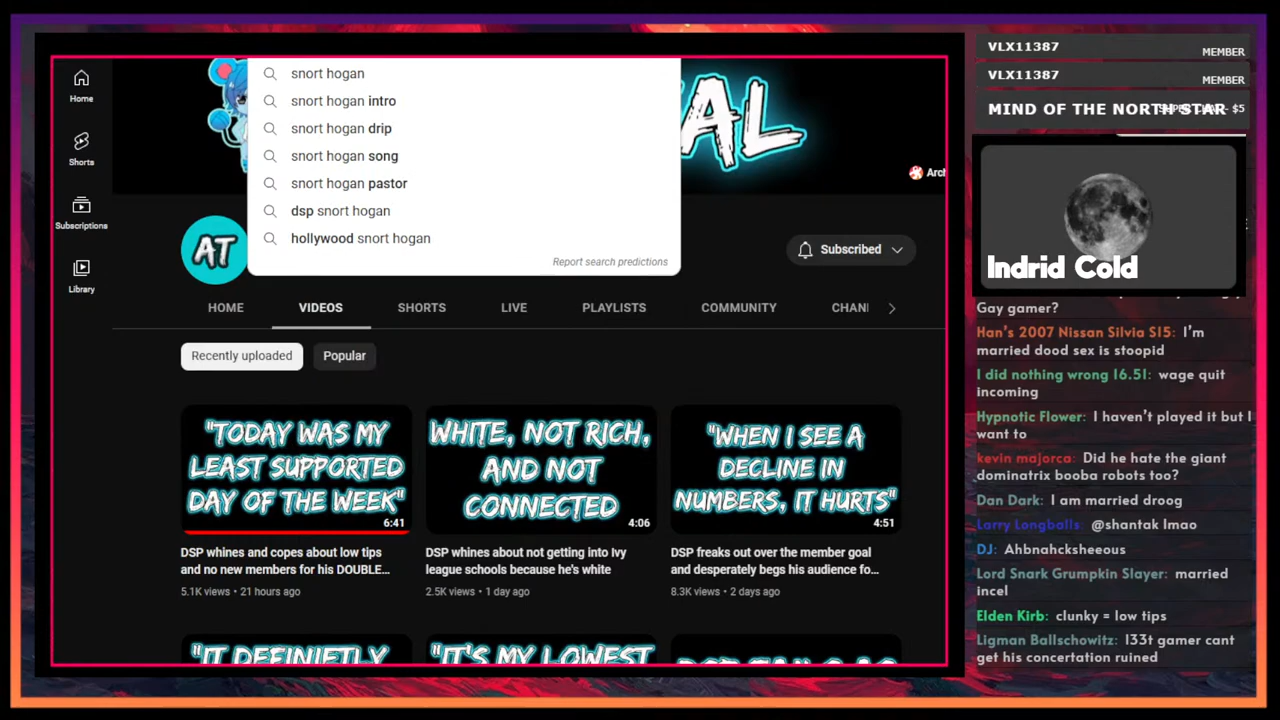 snort hogan
snort hogan intro
snort hogan drip
snort hogan song
snort hogan pastor
dsp snort hogan
hollywood snort hogan
Report search predictions
Home
Shorts
Subscriptions
Library
AL
Arch
AT
Subscribed
HOME
VIDEOS
SHORTS
LIVE
PLAYLISTS
COMMUNITY
CHAN
Recently uploaded
Popular
"TODAY WAS MY
LEAST SUPPORTED
DAY OF THE WEEK"
6:41
DSP whines and copes about low tips
and no new members for his DOUBLE...
5.1K views • 21 hours ago
WHITE, NOT RICH,
AND NOT
CONNECTED
4:06
DSP whines about not getting into Ivy
league schools because he's white
2.5K views • 1 day ago
"WHEN I SEE A
DECLINE IN
NUMBERS, IT HURTS"
4:51
DSP freaks out over the member goal
and desperately begs his audience fo...
8.3K views • 2 days ago
"IT DEFINIETLY
"IT'S MY LOWEST
VLX11387
MEMBER
VLX11387
MEMBER
MIND OF THE NORTH STAR
- $5
Indrid Cold
Gay gamer?
Han's 2007 Nissan Silvia S15: I'm
married dood sex is stoopid
I did nothing wrong 16.51: wage quit
incoming
Hypnotic Flower: I haven't played it but I
want to
kevin majorca: Did he hate the giant
dominatrix booba robots too?
Dan Dark: I am married droog
Larry Longballs: @shantak lmao
DJ: Ahbnahcksheeous
Lord Snark Grumpkin Slayer: married
incel
Elden Kirb: clunky = low tips
Ligman Ballschowitz: l33t gamer cant
get his concertation ruined